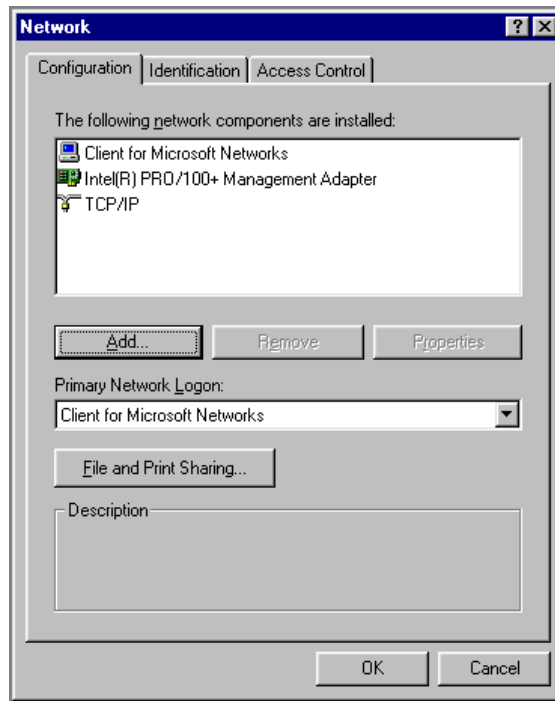 Network
Configuration Identification Access Control
The following network components are installed:
Client for Microsoft Networks
Intel(R) PRO/100+ Management Adapter
TCP/IP
Add... Remove Properties
Primary Network Logon:
Client for Microsoft Networks
File and Print Sharing...
Description
OK Cancel